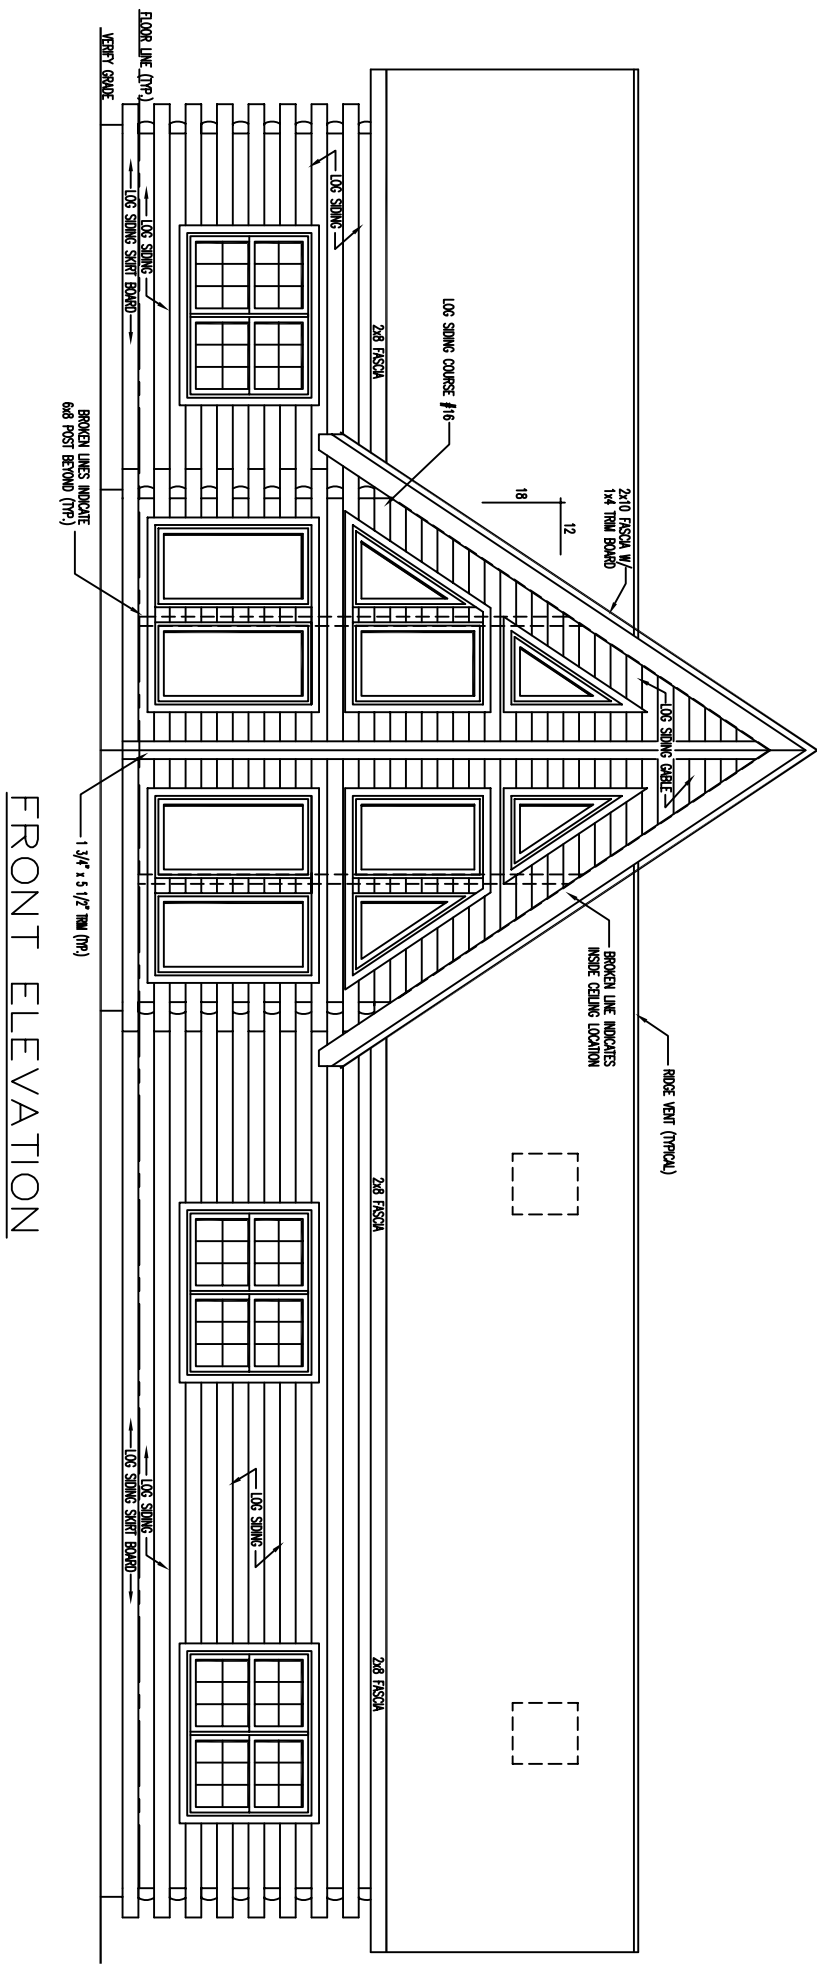 RIDGE VENT (TYPICAL)
2x10 FASCIA W/
1x4 TRIM BOARD
LOG SIDING GABLE
BROKEN LINE INDICATES
INSIDE CEILING LOCATION
12
18
LOG SIDING COURSE #16
2x8 FASCIA
2x8 FASCIA
2x8 FASCIA
LOG SIDING
LOG SIDING
FLOOR LINE (TYP.)
LOG SIDING
LOG SIDING SKIRT BOARD
LOG SIDING
LOG SIDING SKIRT BOARD
VERIFY GRADE
BROKEN LINES INDICATE
6x8 POST BEYOND (TYP.)
1 3/4" x 5 1/2" TRIM (TYP.)
FRONT ELEVATION